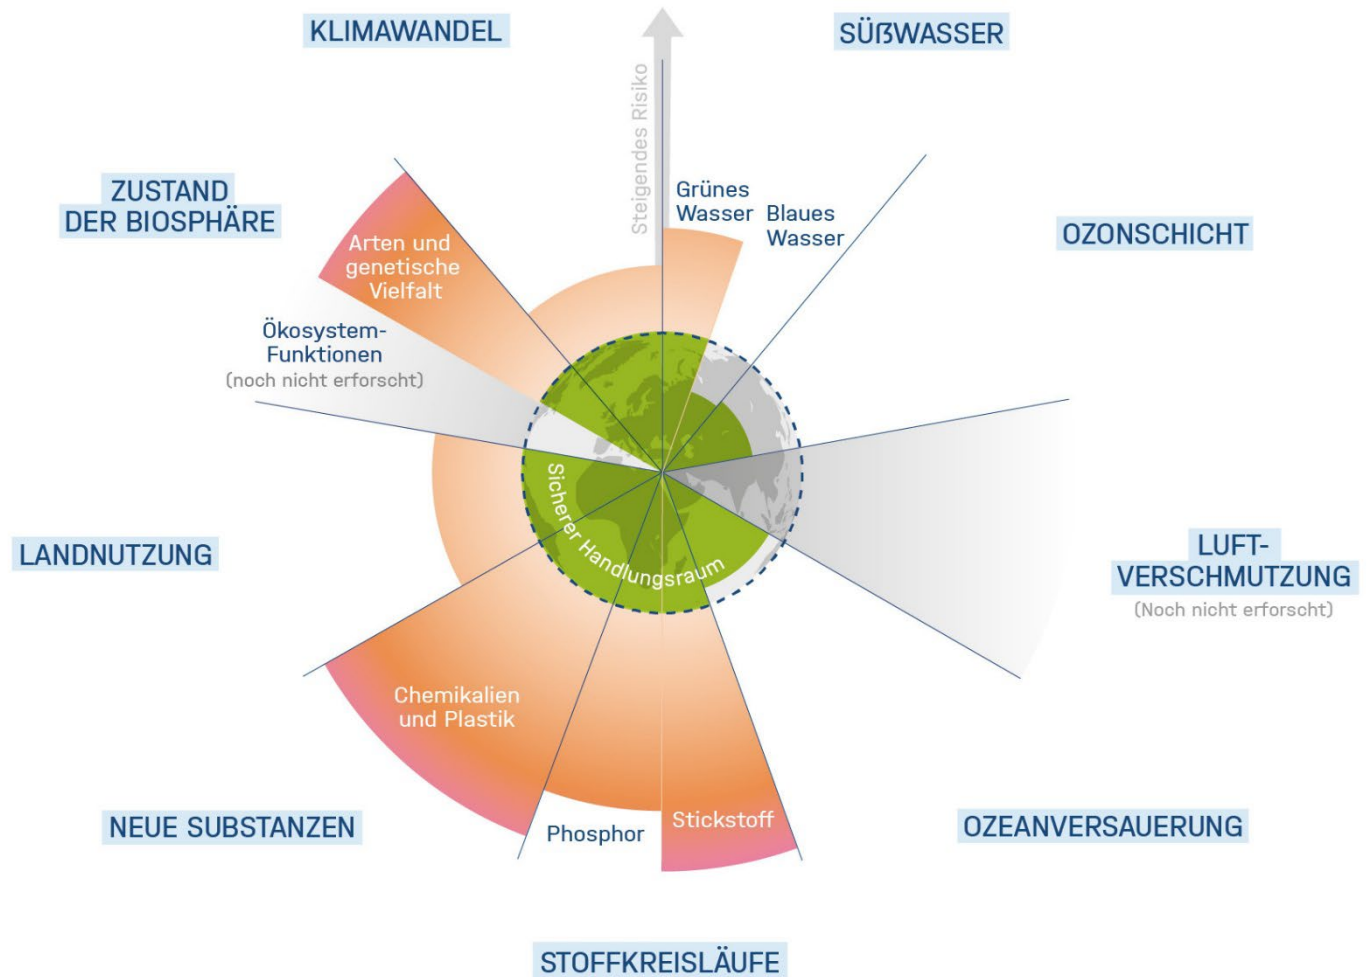 KLIMAWANDEL
SÜẞWASSER
Steigendes Risiko
Grünes
Wasser
Blaues
Wasser
ZUSTAND
DER BIOSPHÄRE
Arten und
genetische
Vielfalt
OZONSCHICHT
Ökosystem-
Funktionen
(noch nicht erforscht)
Sicherer Handlungsraum
LANDNUTZUNG
LUFT-
VERSCHMUTZUNG
(Noch nicht erforscht)
Chemikalien
und Plastik
NEUE SUBSTANZEN
Phosphor
Stickstoff
OZEANVERSAUERUNG
STOFFKREISLÄUFE